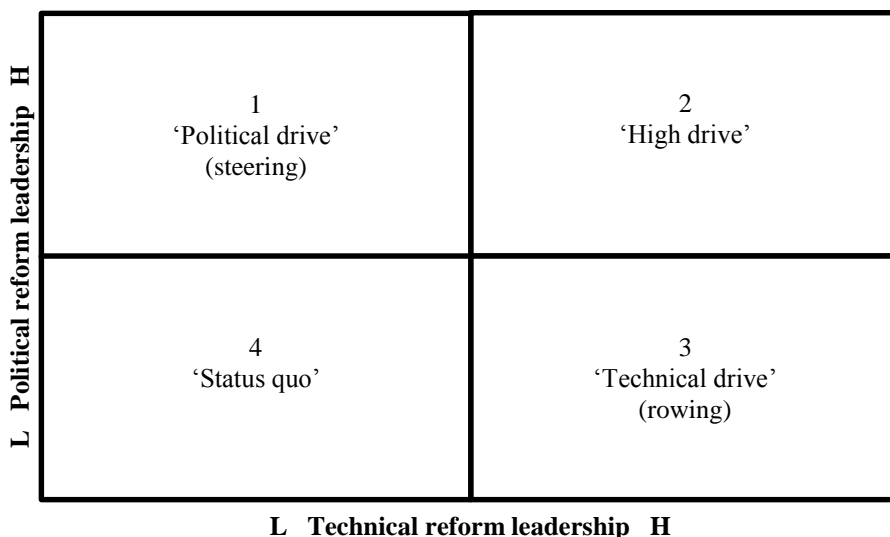 L Political reform leadership H
1
‘Political drive’
(steering)
2
‘High drive’
4
‘Status quo’
3
‘Technical drive’
(rowing)
L Technical reform leadership H